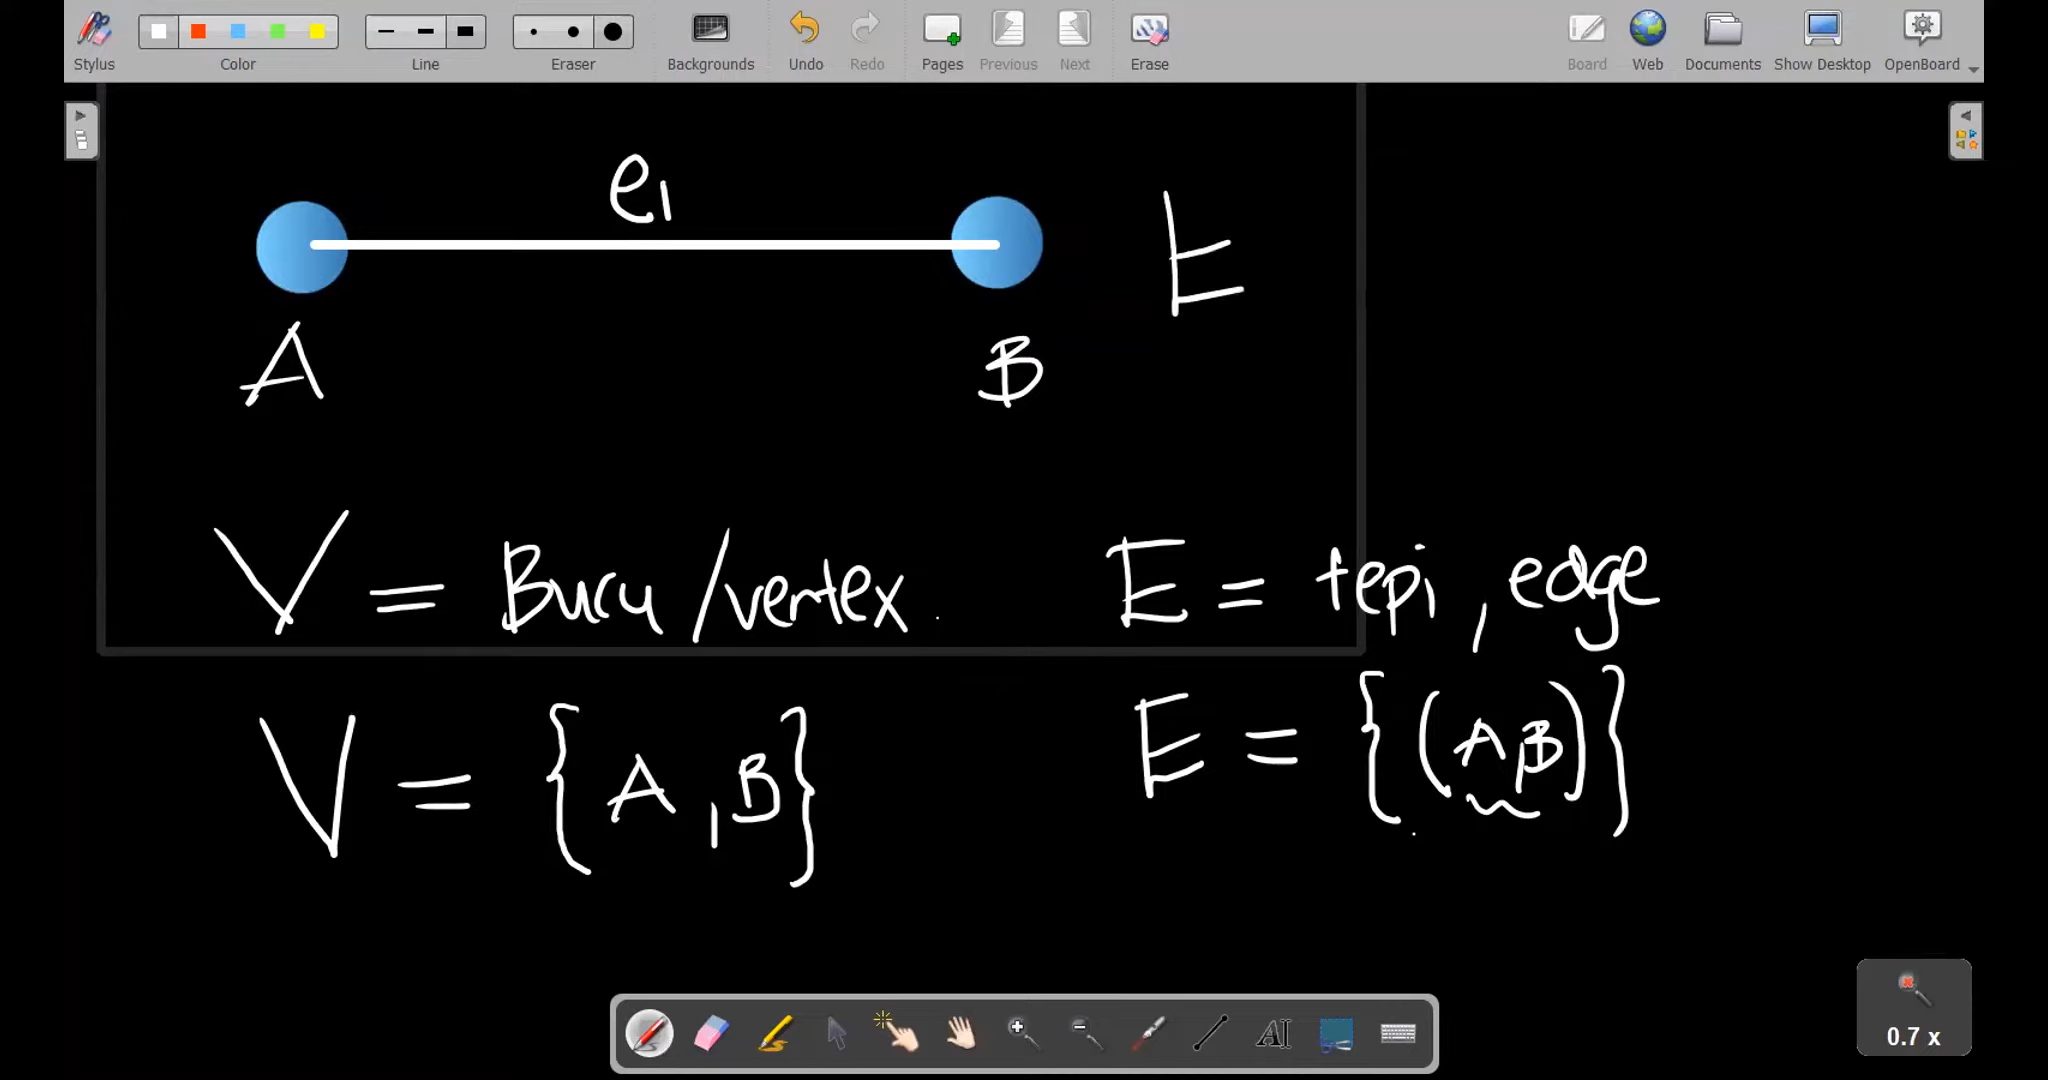 Stylus Color Line Eraser Backgrounds Undo Redo Pages Previous Next Erase Board Web Documents Show Desktop OpenBoard
e1
E
A B
V = Bucu/vertex. E = tepi, edge
V = {A,B} E = {(A,B)}
AI
0.7 x